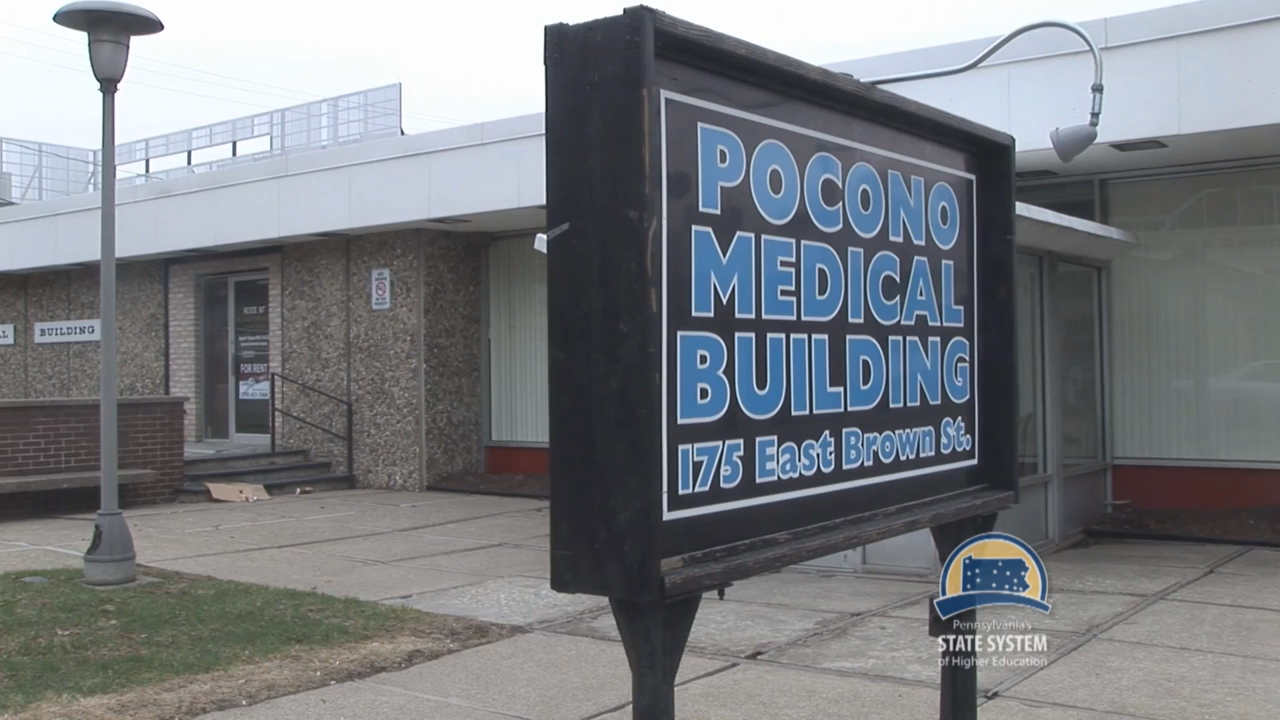 POCONO
MEDICAL
BUILDING
175 East Brown St.
L
BUILDING
FOR RENT
Pennsylvania's
STATE SYSTEM
of Higher Education